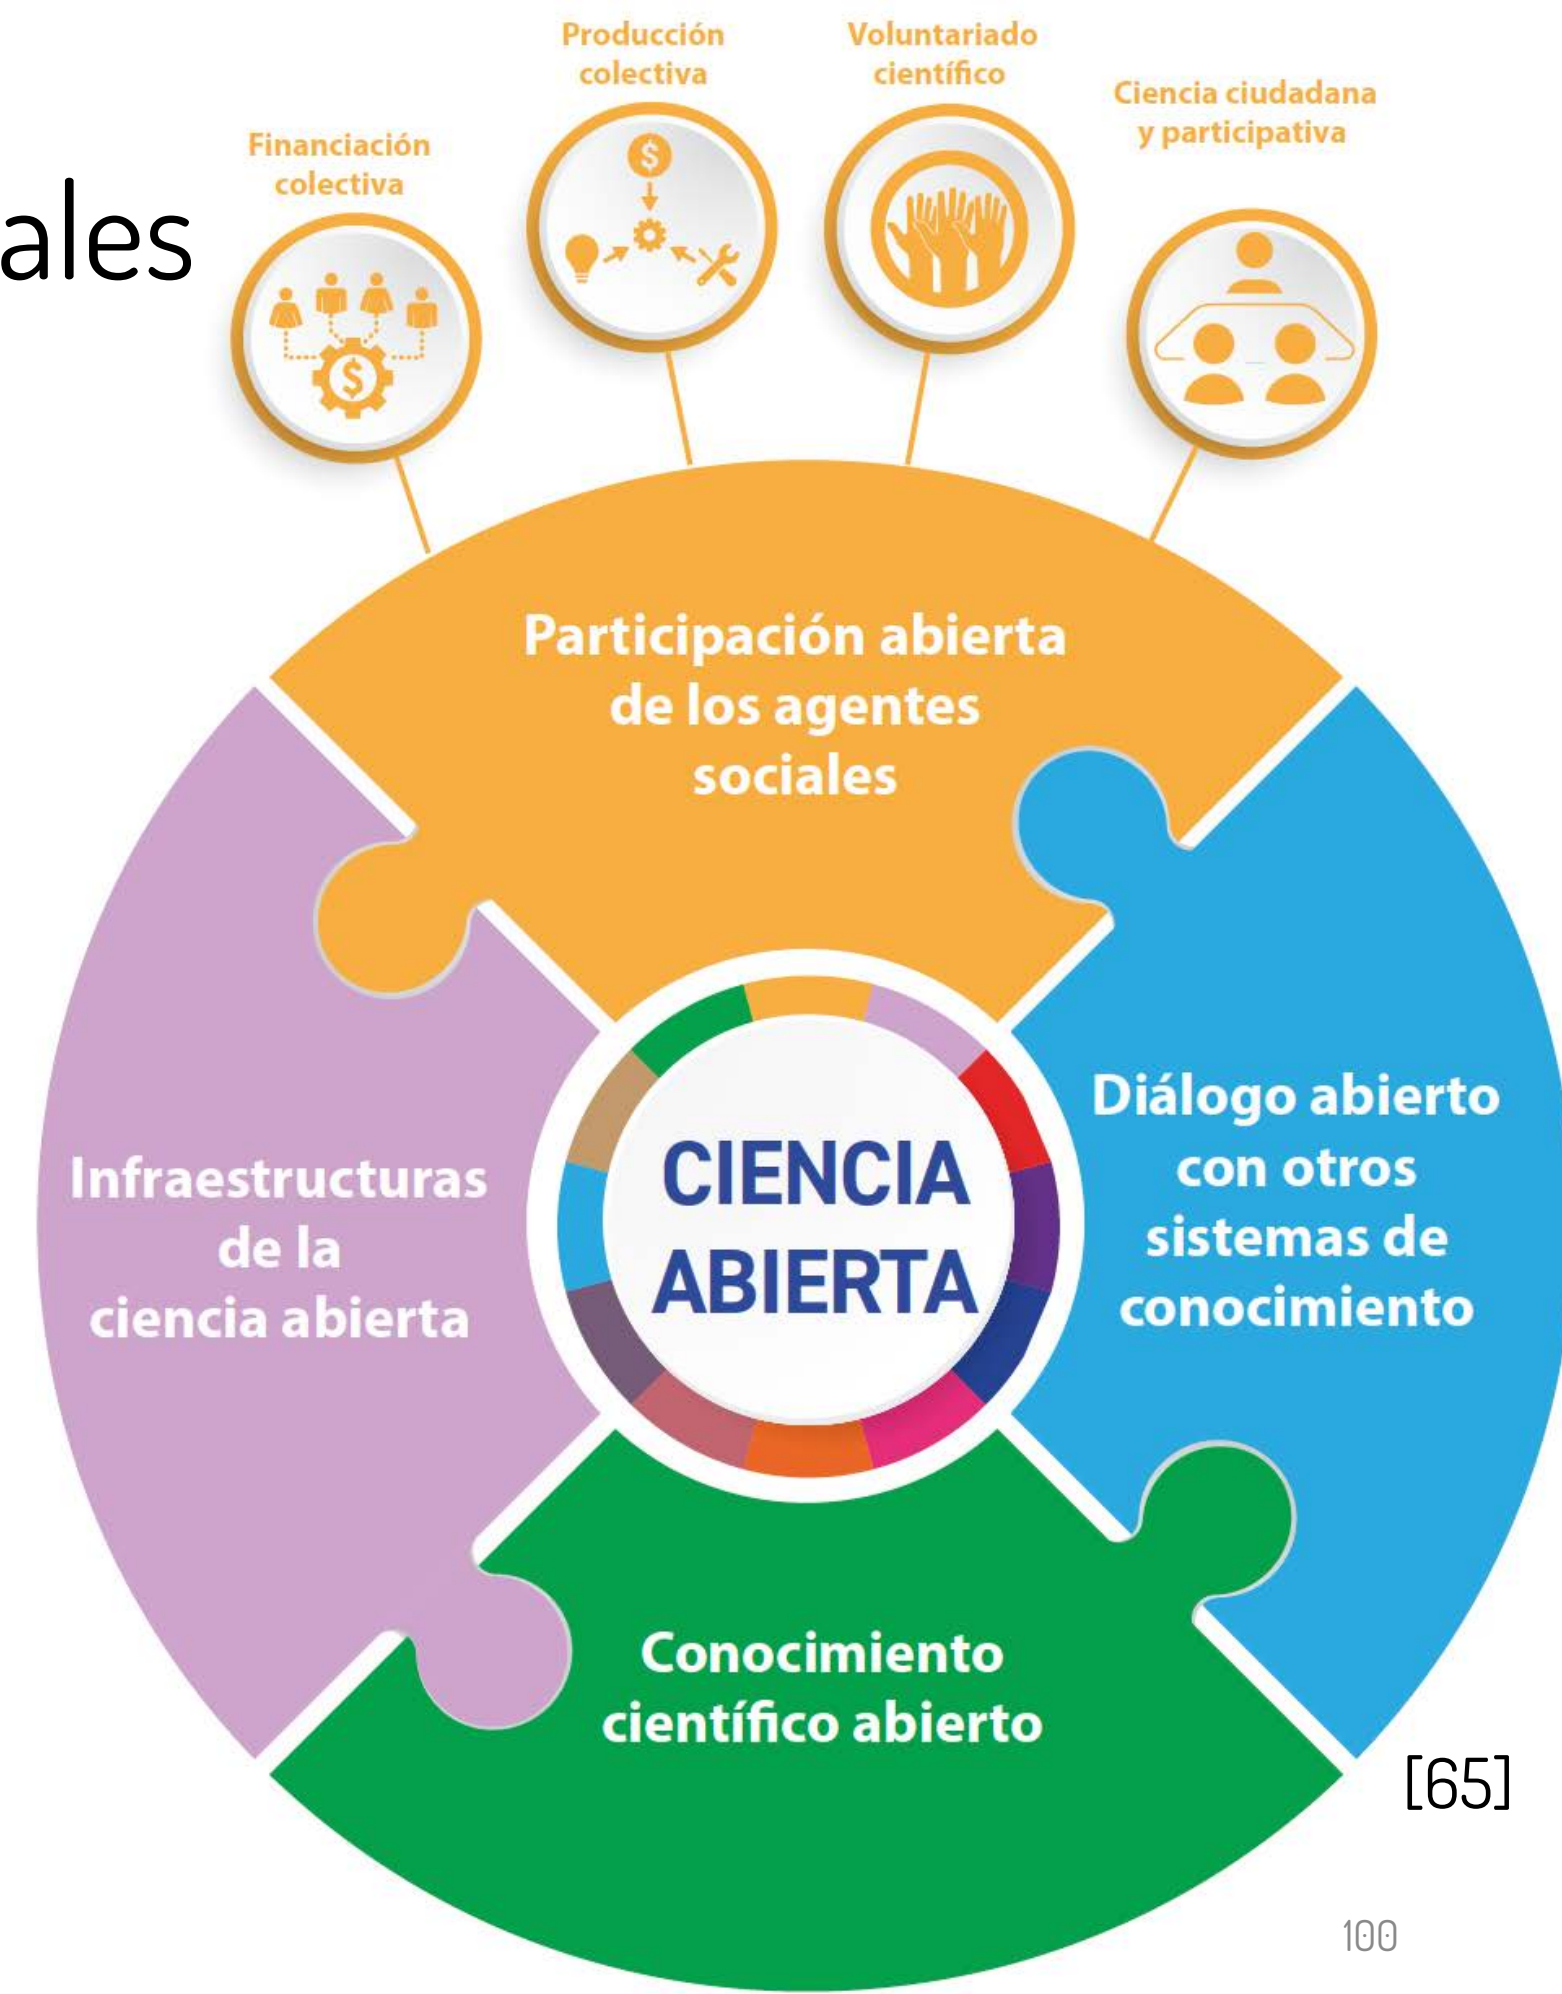 Producción
colectiva
Voluntariado
científico
Ciencia ciudadana
y participativa
Financiación
colectiva
ales
$
$
Participación abierta
de los agentes
sociales
Diálogo abierto
con otros
sistemas de
conocimiento
Infraestructuras
de la
ciencia abierta
CIENCIA
ABIERTA
Conocimiento
científico abierto
[65]
100